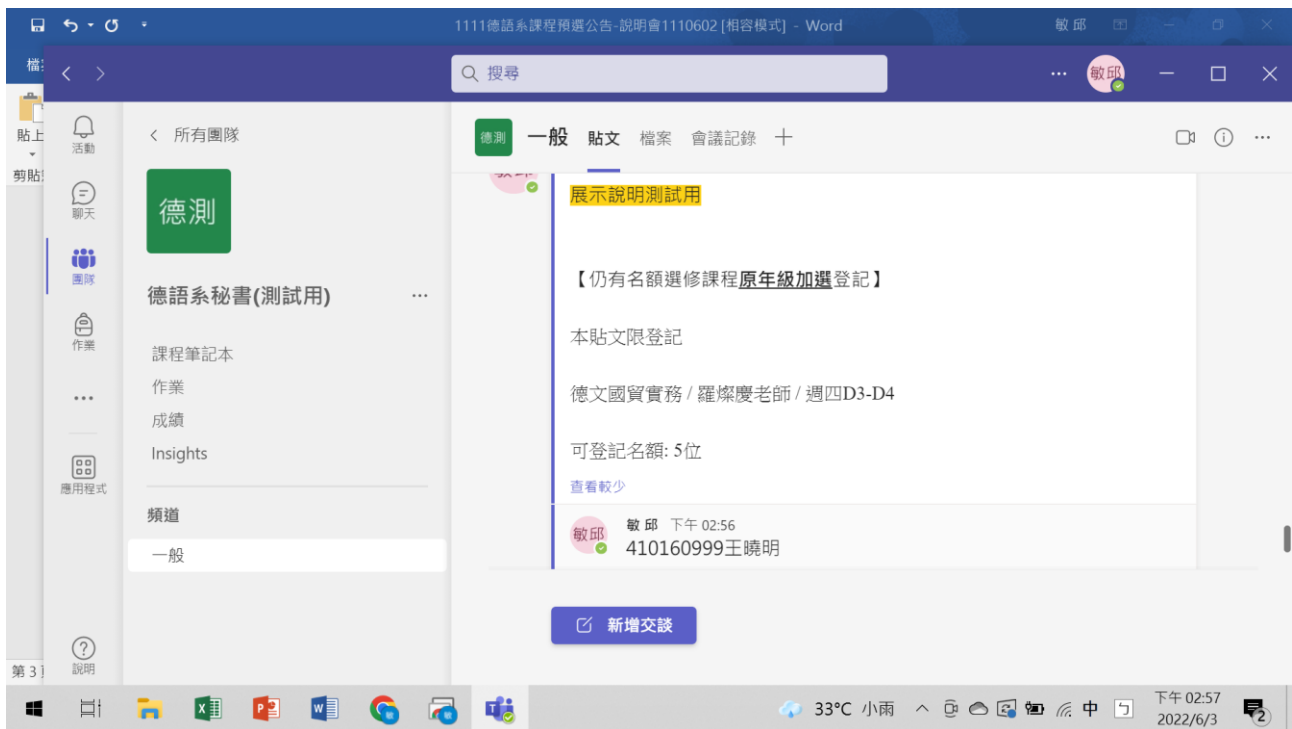 1111德語系課程預選公告-說明會1110602 [相容模式] - Word
敏 邱
檔
搜尋
敏邱
貼上
剪貼
活動
聊天
團隊
作業
應用程式
說明
第 3
所有團隊
德測
德語系秘書(測試用)
課程筆記本
作業
成績
Insights
頻道
一般
德測 一般 貼文 檔案 會議記錄
展示說明測試用
【仍有名額選修課程原年級加選登記】
本貼文限登記
德文國貿實務 / 羅燦慶老師 / 週四D3-D4
可登記名額: 5位
查看較少
敏邱
敏 邱 下午 02:56
410160999王曉明
新增交談
33°C 小雨
中
ㄅ
下午 02:57
2022/6/3
2